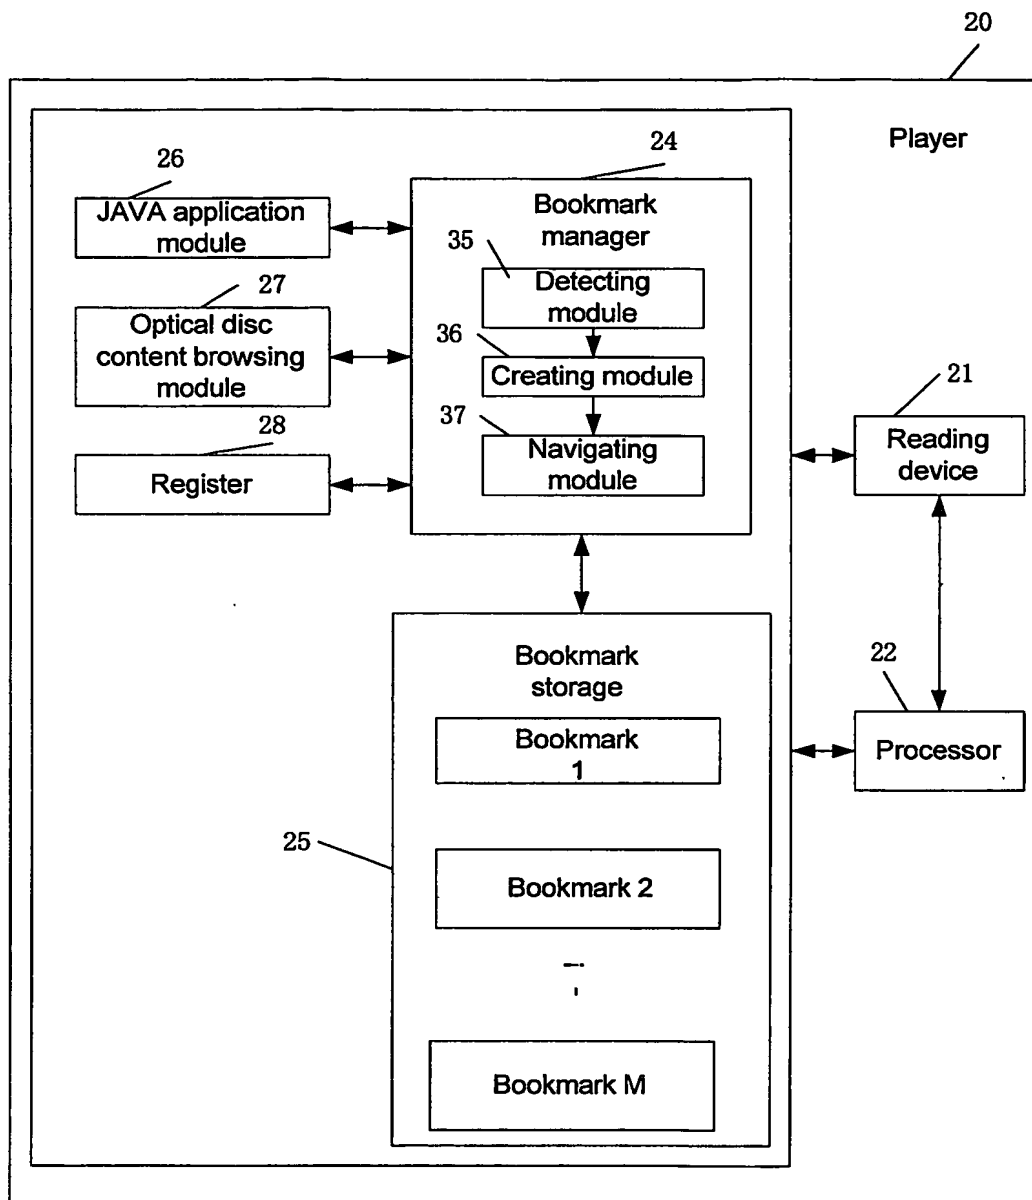 20
Player
26
JAVA application
module
24
Bookmark
manager
35
Detecting
module
27
Optical disc
content browsing
module
36
Creating module
37
Navigating
module
28
Register
21
Reading
device
22
Processor
25
Bookmark
storage
Bookmark
1
Bookmark 2
Bookmark M